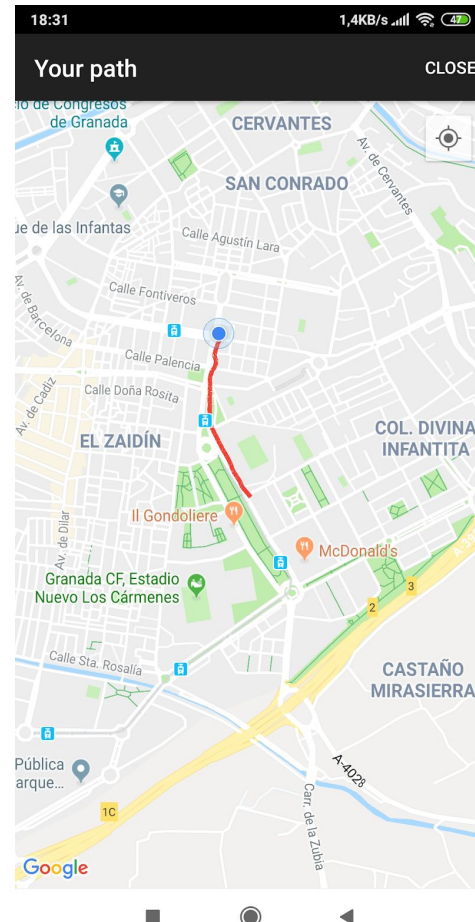 18:31
1,4KB/s
47
Your path
CLOSE
io de Congresos
de Granada
CERVANTES
Av. de Cervantes
SAN CONRADO
ue de las Infantas
Calle Agustín Lara
Calle Fontiveros
Av. de Barcelona
Calle Palencia
Av. de Cadiz
Calle Doña Rosita
COL. DIVINA
INFANTITA
EL ZAIDÍN
Il Gondoliere
Av. de Dilar
McDonald's
Granada CF, Estadio
Nuevo Los Cármenes
3
2
Calle Sta. Rosalía
CASTAÑO
MIRASIERRA
Pública
arque...
A-4028
Carr. de la Zubia
1C
Google